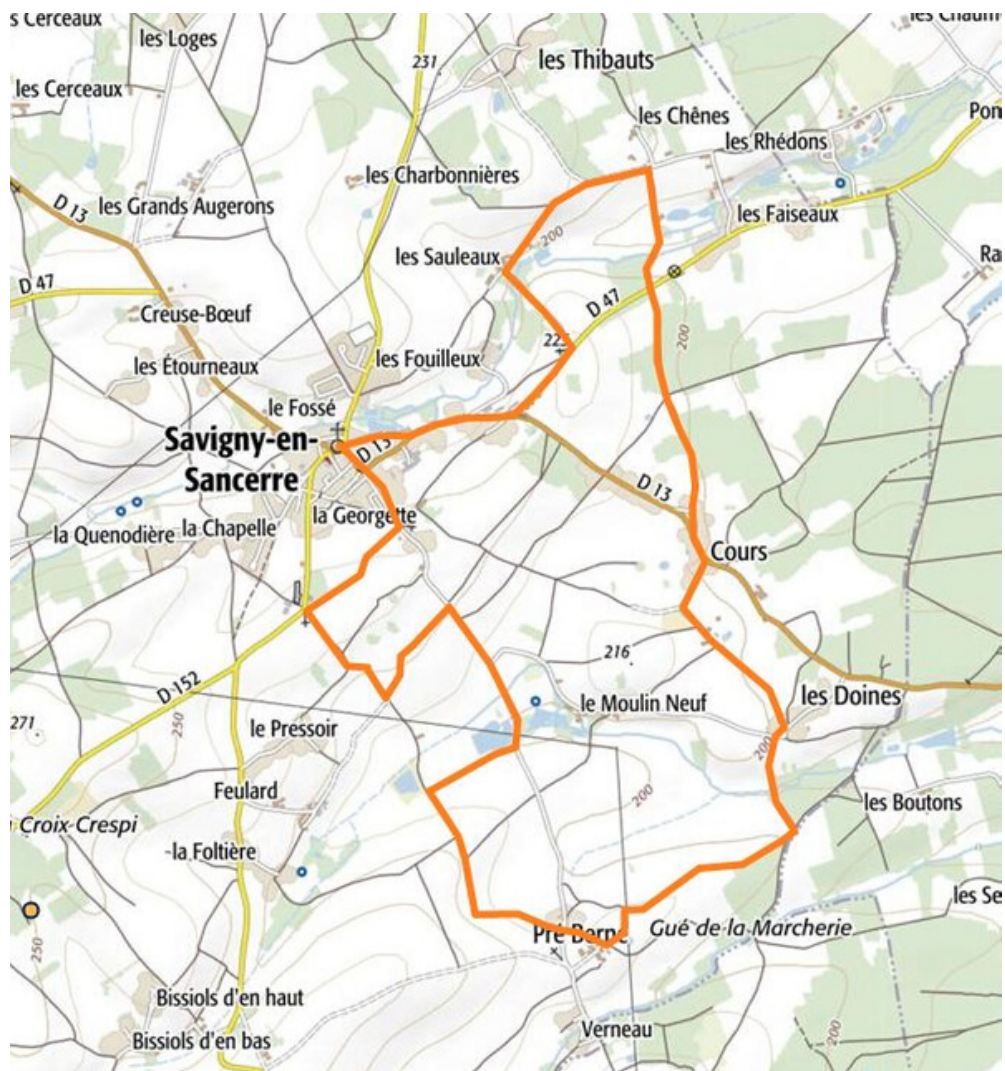 s Cerceaux
les Loges
les Cerceaux
231
les Thibauts
les Chênes
les Rhédons
Pon
les Charbonnières
D 13
les Grands Augerons
les Faiseaux
200
les Sauleaux
Ra
D 47
D 47
Creuse-Bœuf
225
200
les Étourneaux
les Fouilleux
le Fossé
Savigny-en-
Sancerre
D 13
D 13
la Georgette
la Quenodière
la Chapelle
Cours
216
D 152
le Moulin Neuf
les Doines
271
250
le Pressoir
200
200
Feulard
les Boutons
Croix Crespi
la Foltière
les Se
250
Pré Berne
Gué de la Marcherie
Bissiols d'en haut
Bissiols d'en bas
Verneau
200